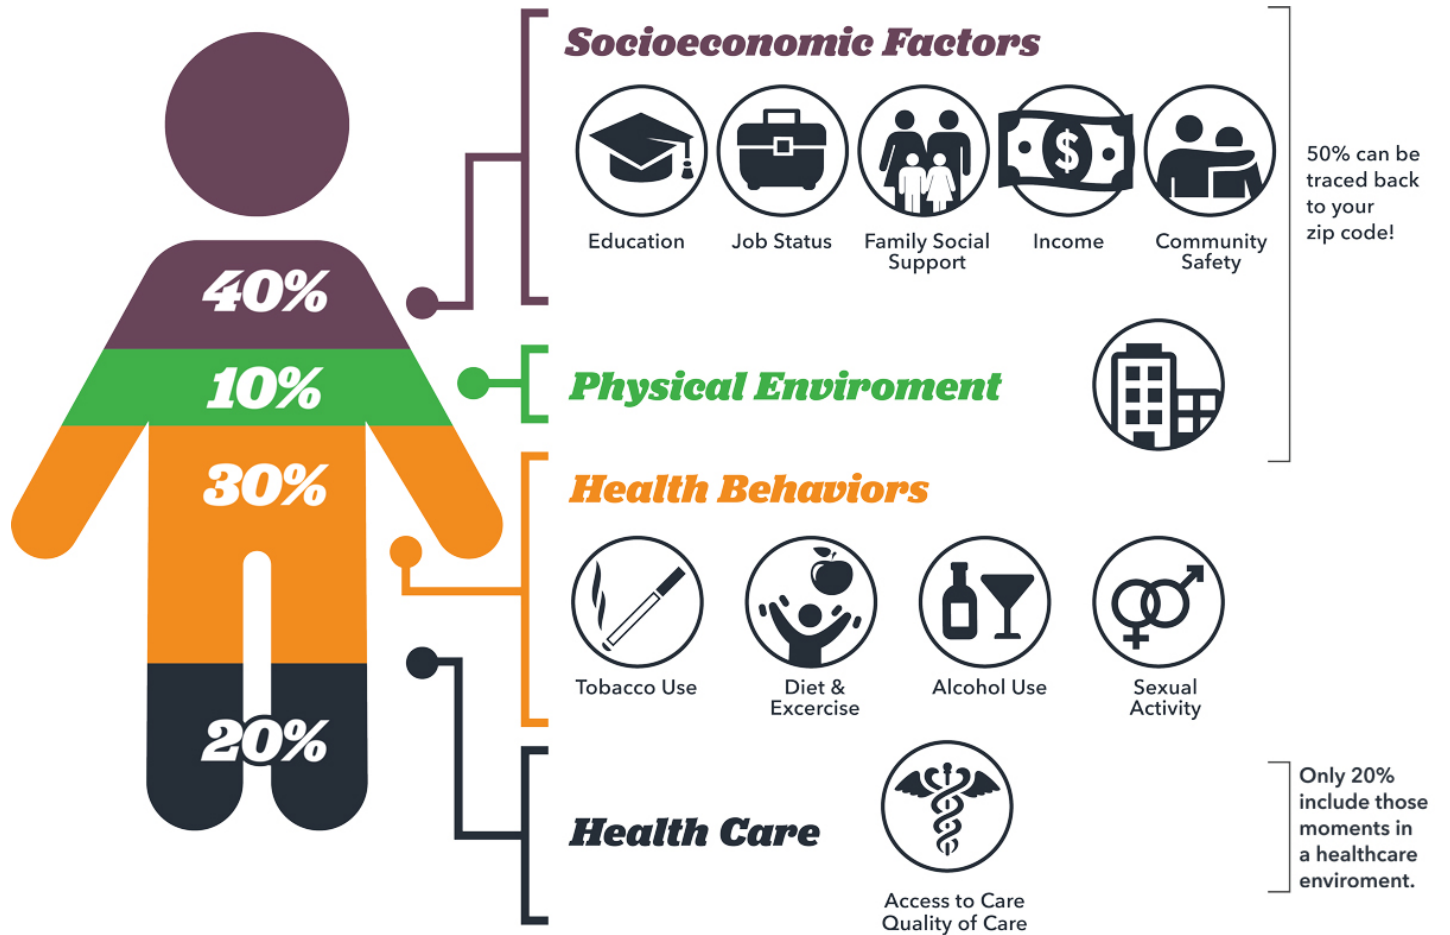 Socioeconomic Factors
Education
Job Status
Family Social
Support
Income
Community
Safety
50% can be
traced back
to your
zip code!
40%
10%
Physical Enviroment
30%
Health Behaviors
Tobacco Use
Diet &
Excercise
Alcohol Use
Sexual
Activity
20%
Health Care
Access to Care
Quality of Care
Only 20%
include those
moments in
a healthcare
enviroment.
$